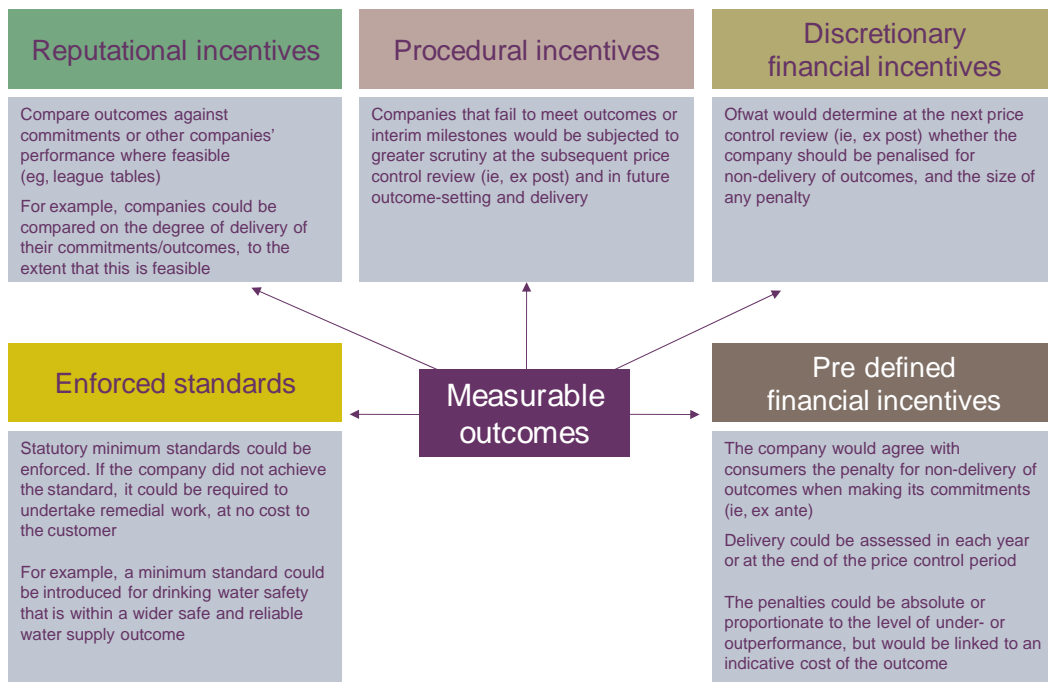 Reputational incentives
Compare outcomes against
commitments or other companies'
performance where feasible
(eg, league tables)
For example, companies could be
compared on the degree of delivery of
their commitments/outcomes, to the
extent that this is feasible
Procedural incentives
Companies that fail to meet outcomes or
interim milestones would be subjected to
greater scrutiny at the subsequent price
control review (ie, ex post) and in future
outcome-setting and delivery
Discretionary
financial incentives
Ofwat would determine at the next price
control review (ie, ex post) whether the
company should be penalised for
non-delivery of outcomes, and the size of
any penalty
Enforced standards
Statutory minimum standards could be
enforced. If the company did not achieve
the standard, it could be required to
undertake remedial work, at no cost to
the customer
For example, a minimum standard could
be introduced for drinking water safety
that is within a wider safe and reliable
water supply outcome
Measurable
outcomes
Pre defined
financial incentives
The company would agree with
consumers the penalty for non-delivery of
outcomes when making its commitments
(ie, ex ante)
Delivery could be assessed in each year
or at the end of the price control period
The penalties could be absolute or
proportionate to the level of under- or
outperformance, but would be linked to an
indicative cost of the outcome